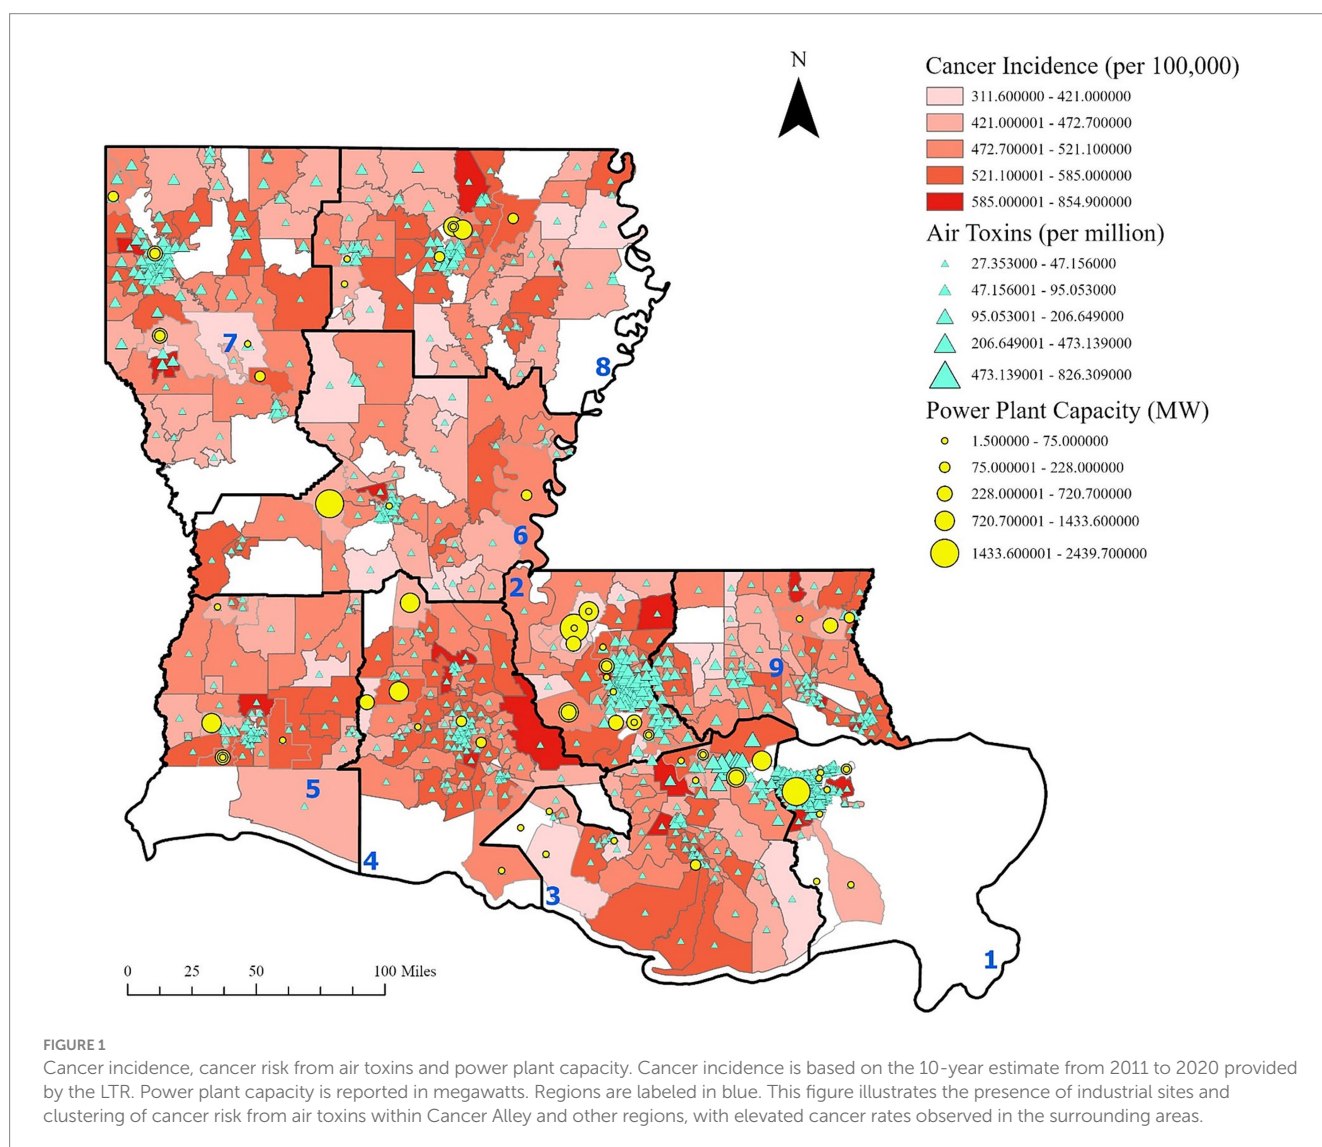 N
Cancer Incidence (per 100,000)
311.600000 - 421.000000
421.000001 - 472.700000
472.700001 - 521.100000
521.100001 - 585.000000
585.000001 - 854.900000
Air Toxins (per million)
27.353000 - 47.156000
47.156001 - 95.053000
95.053001 - 206.649000
206.649001 - 473.139000
473.139001 - 826.309000
Power Plant Capacity (MW)
1.500000 - 75.000000
75.000001 - 228.000000
228.000001 - 720.700000
720.700001 - 1433.600000
1433.600001 - 2439.700000
7
8
6
2
9
5
4
3
1
0 25 50 100 Miles
FIGURE 1
Cancer incidence, cancer risk from air toxins and power plant capacity. Cancer incidence is based on the 10-year estimate from 2011 to 2020 provided
by the LTR. Power plant capacity is reported in megawatts. Regions are labeled in blue. This figure illustrates the presence of industrial sites and
clustering of cancer risk from air toxins within Cancer Alley and other regions, with elevated cancer rates observed in the surrounding areas.